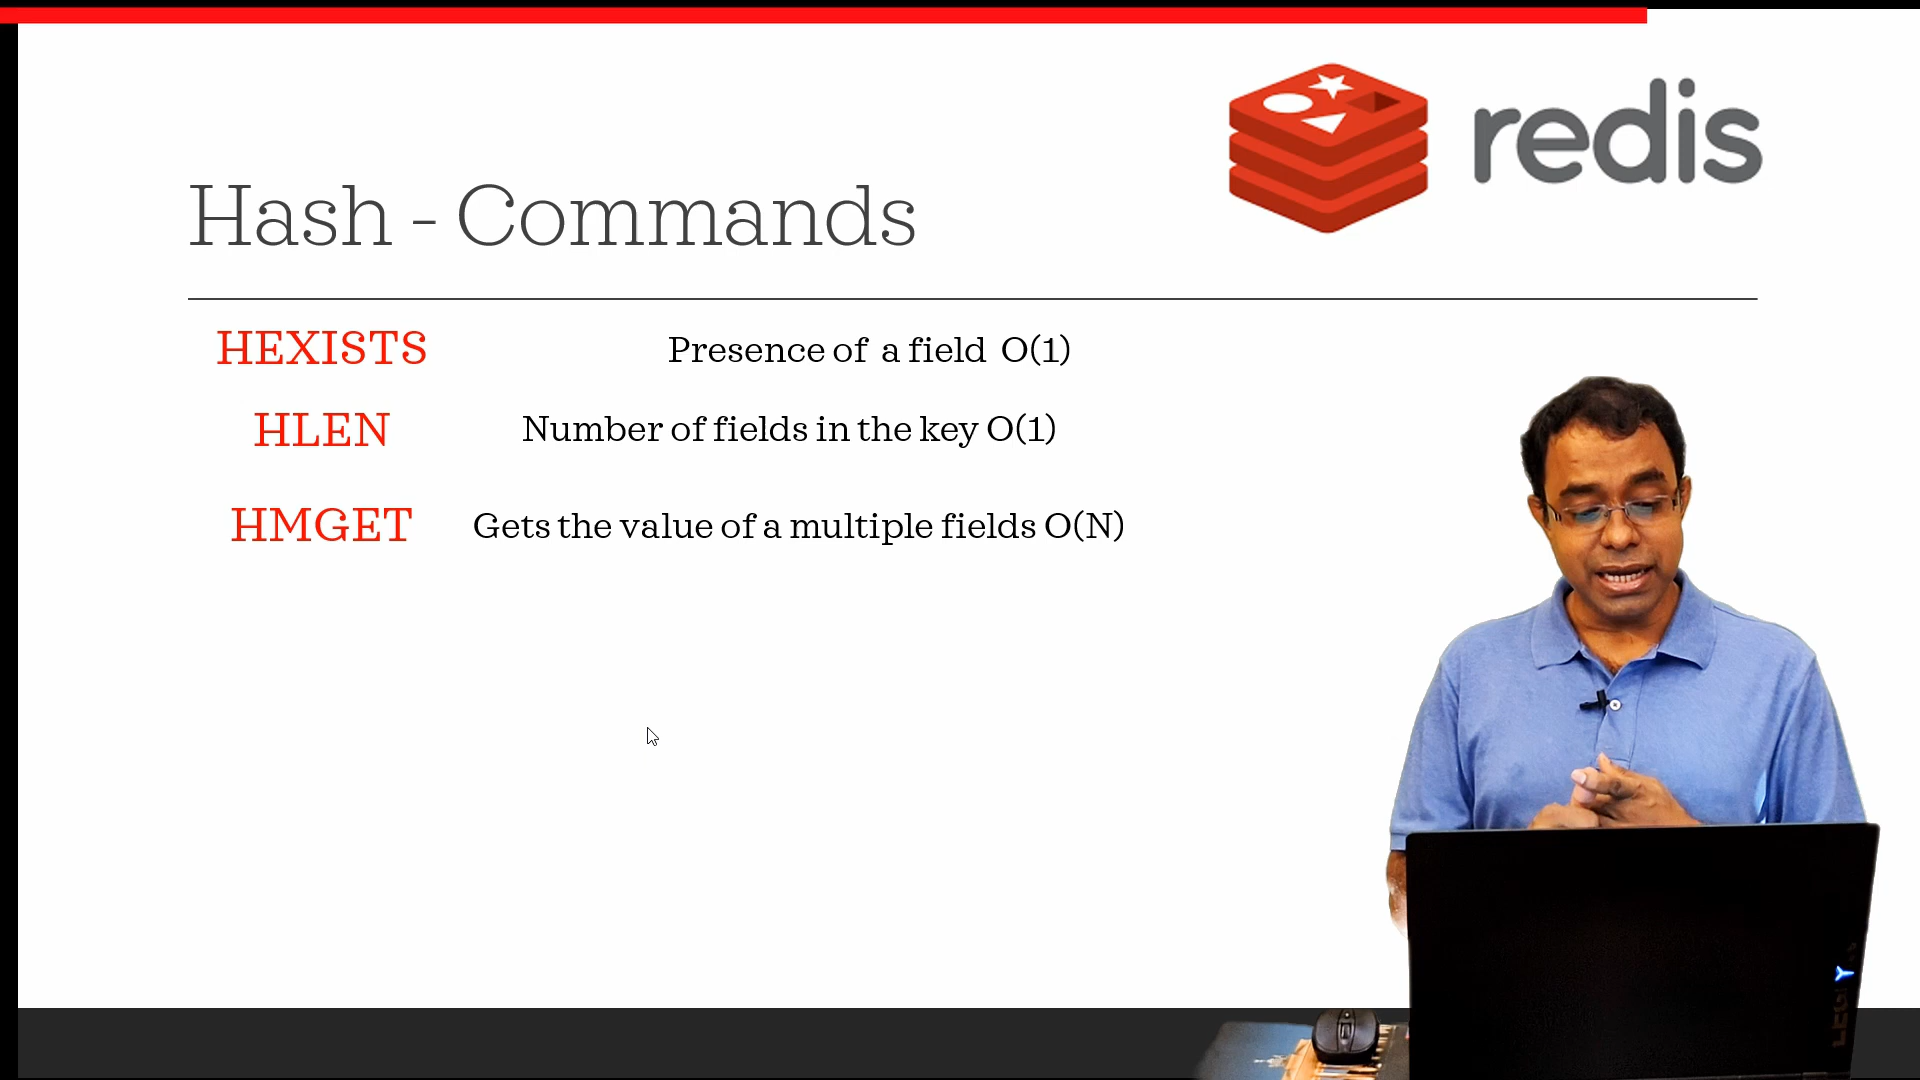 redis
Hash - Commands
HEXISTS Presence of a field O(1)
HLEN Number of fields in the key O(1)
HMGET Gets the value of a multiple fields O(N)